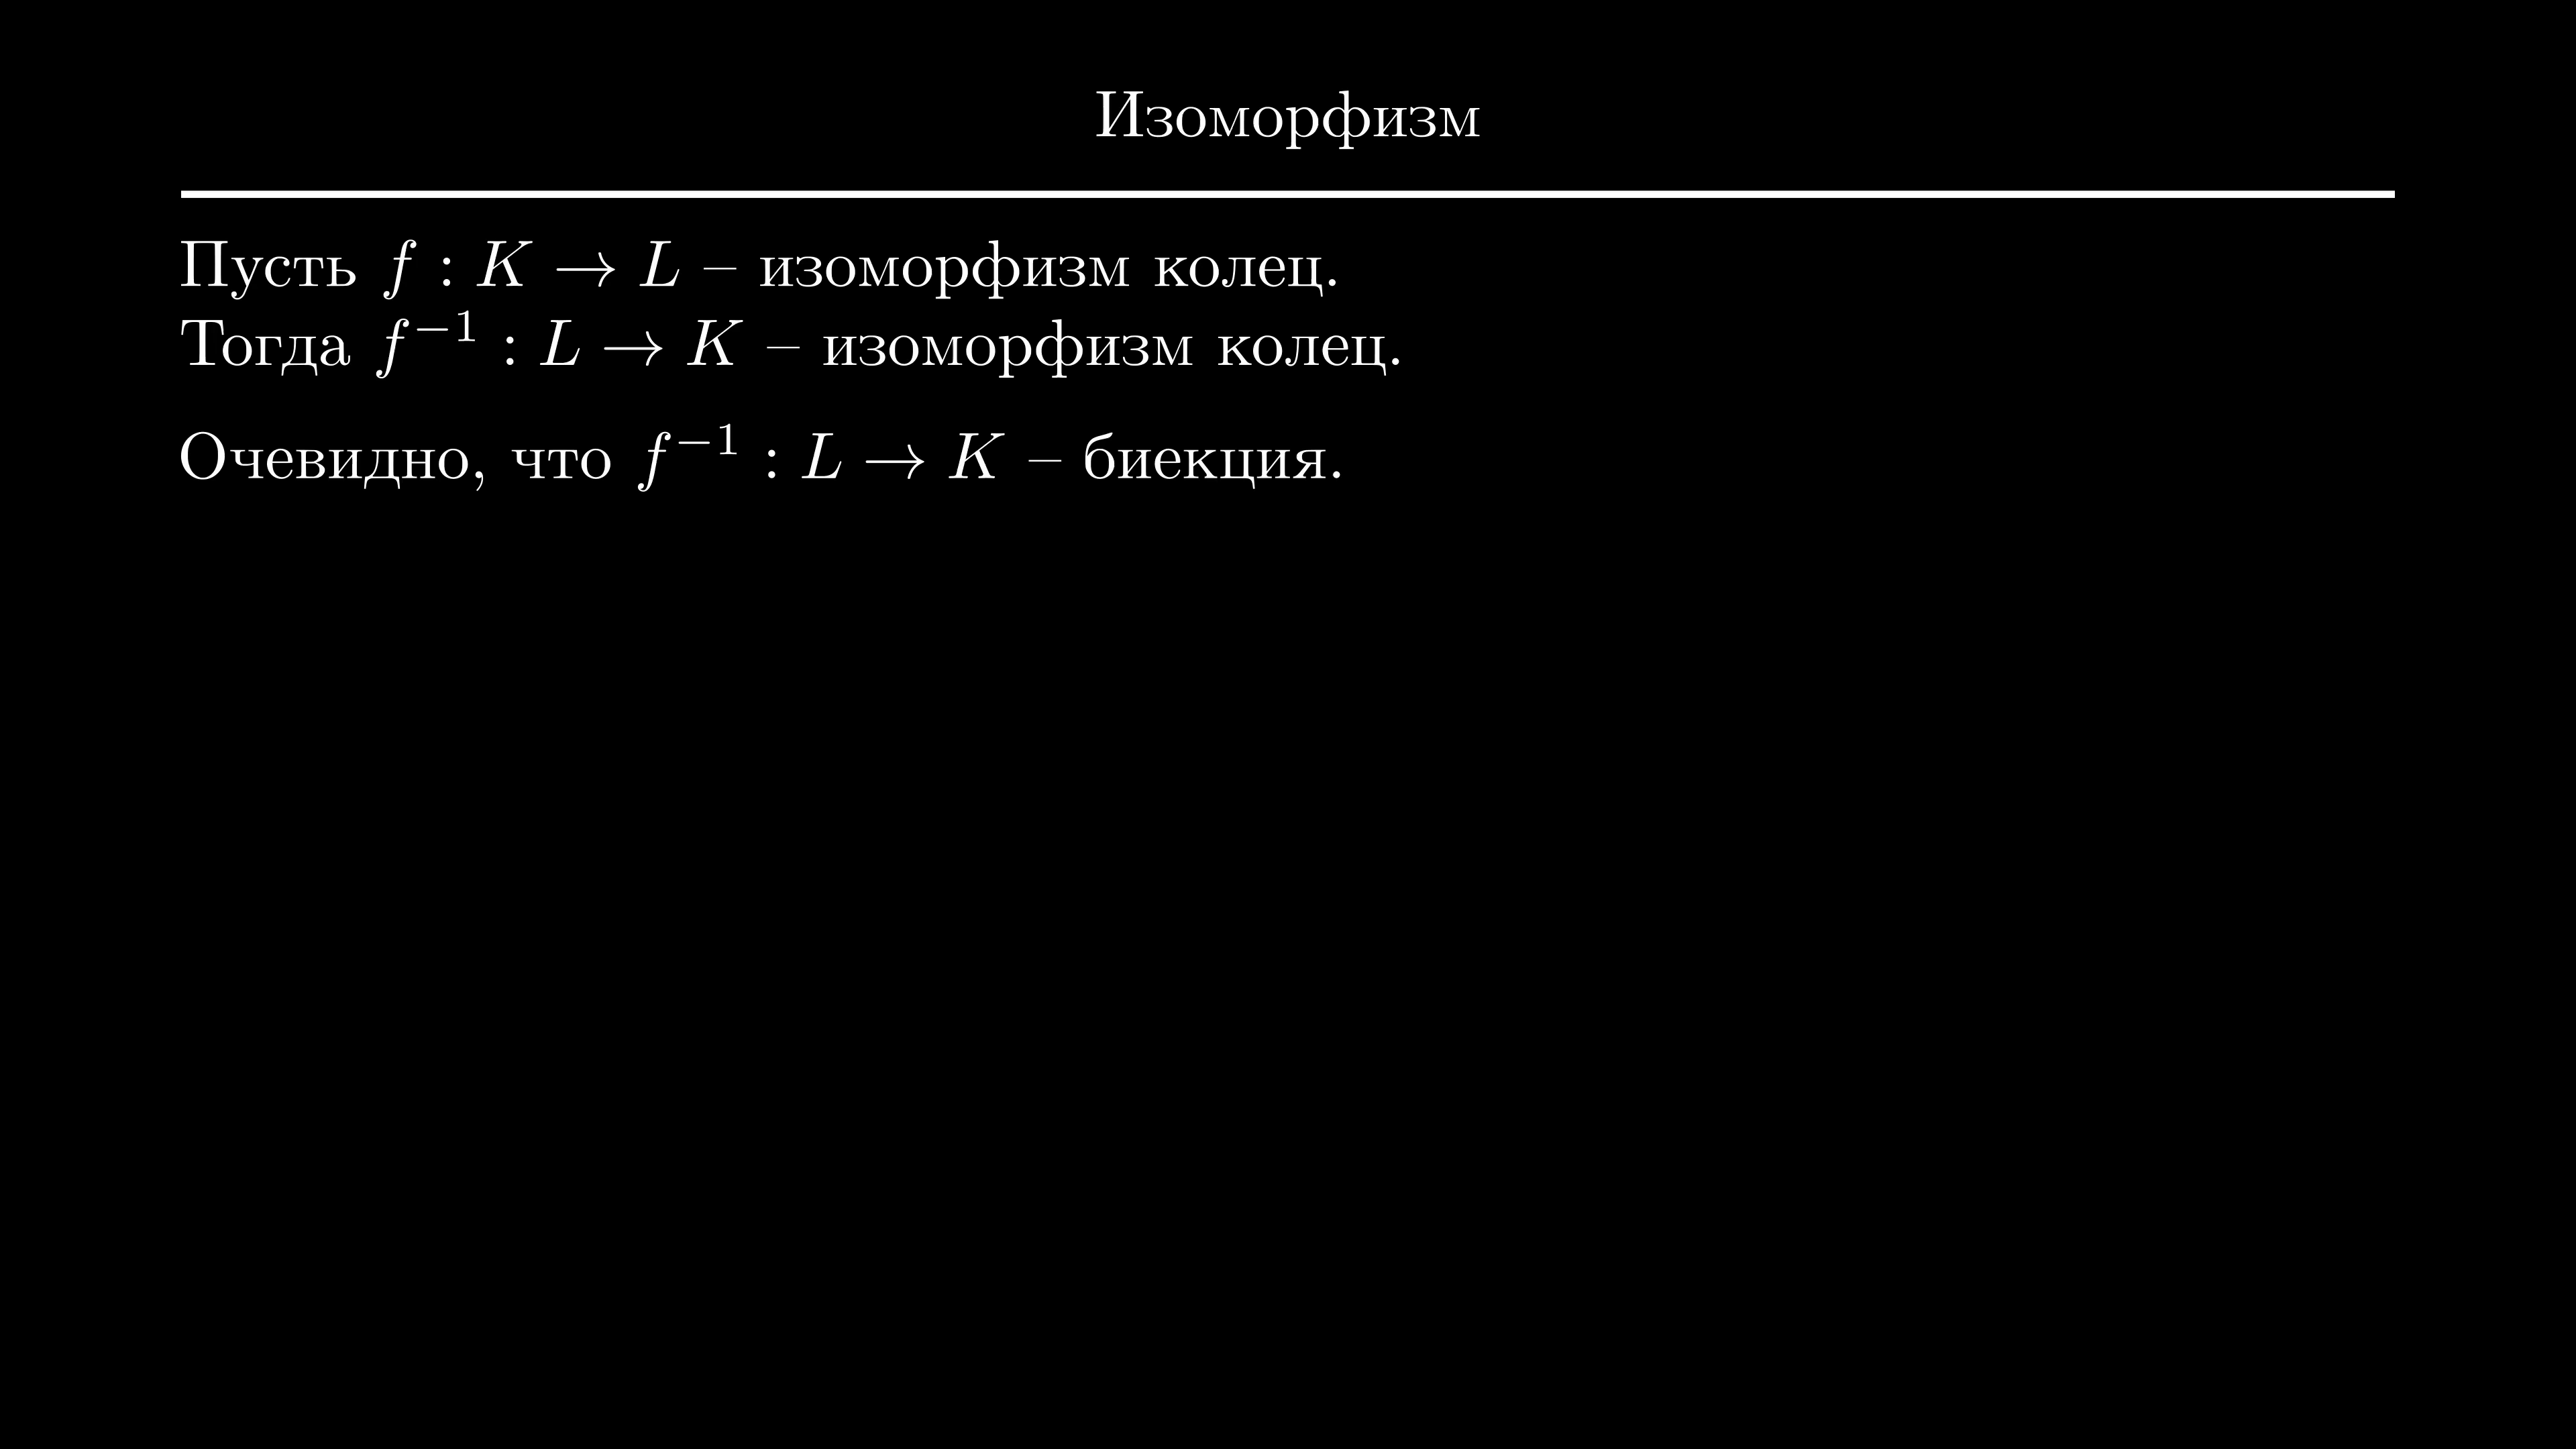 Изоморфизм
Пусть f : K → L – изоморфизм колец.
Тогда f⁻¹ : L → K – изоморфизм колец.
Очевидно, что f⁻¹ : L → K – биекция.